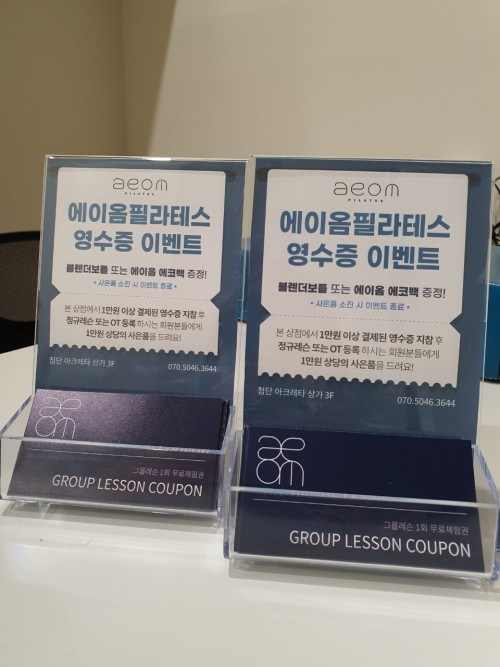 aeom
PILATES
에이옴필라테스
영수증 이벤트
블렌더보틀 또는 에이옴 에코백 증정!
* 사은품 소진 시 이벤트 종료 *
본 상점에서 1만원 이상 결제된 영수증 지참 후
정규레슨 또는 OT 등록 하시는 회원분들에게
1만원 상당의 사은품을 드려요!
첨단 아크레타 상가 3F
070.5046.3644
aeom
그룹레슨 1회 무료체험권
GROUP LESSON COUPON
aeom
PILATES
에이옴필라테스
영수증 이벤트
블렌더보틀 또는 에이옴 에코백 증정!
* 사은품 소진 시 이벤트 종료 *
본 상점에서 1만원 이상 결제된 영수증 지참 후
정규레슨 또는 OT 등록 하시는 회원분들에게
1만원 상당의 사은품을 드려요!
첨단 아크레타 상가 3F
070.5046.3644
aeom
그룹레슨 1회 무료체험권
GROUP LESSON COUPON